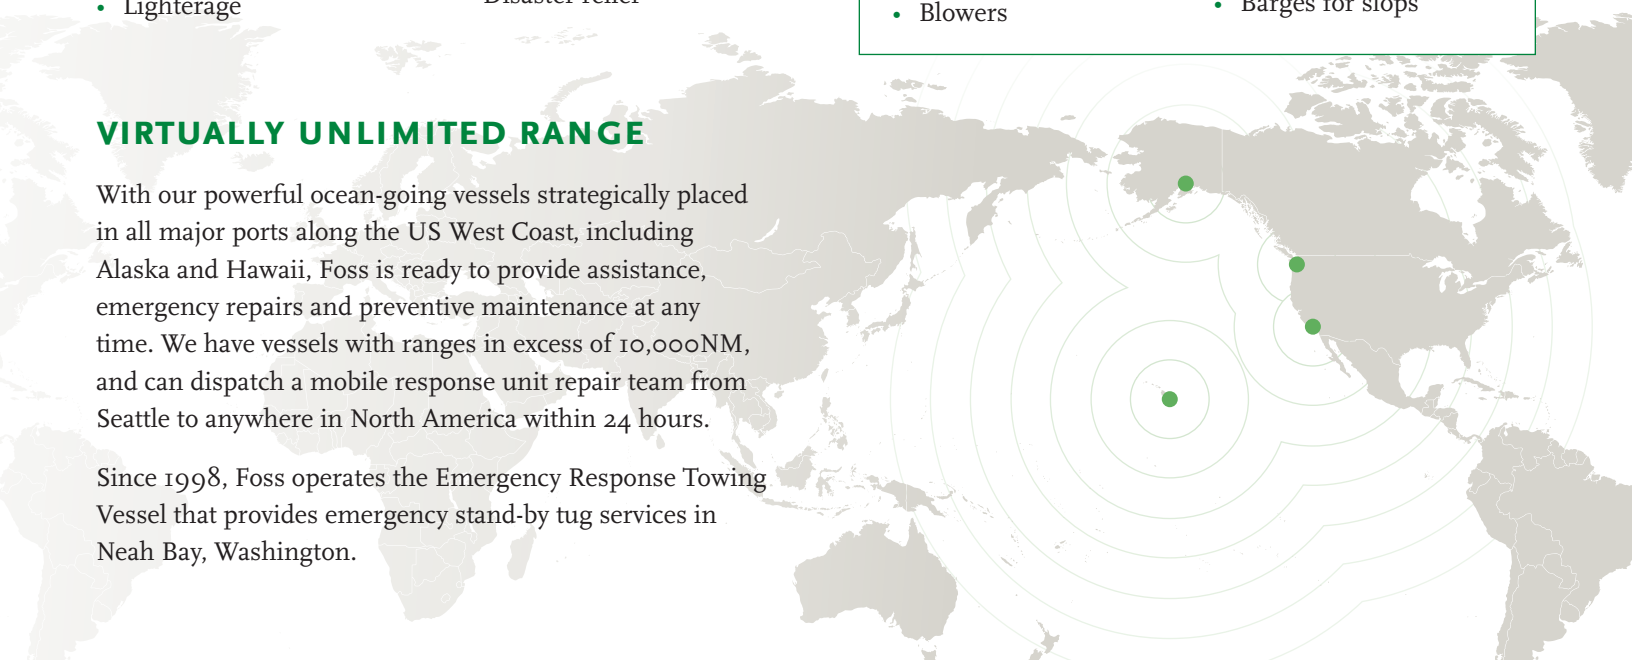 • Lighterage
Disaster relief
• Blowers
• Barges for slops
VIRTUALLY UNLIMITED RANGE
With our powerful ocean-going vessels strategically placed
in all major ports along the US West Coast, including
Alaska and Hawaii, Foss is ready to provide assistance,
emergency repairs and preventive maintenance at any
time. We have vessels with ranges in excess of 10,000NM,
and can dispatch a mobile response unit repair team from
Seattle to anywhere in North America within 24 hours.
Since 1998, Foss operates the Emergency Response Towing
Vessel that provides emergency stand-by tug services in
Neah Bay, Washington.